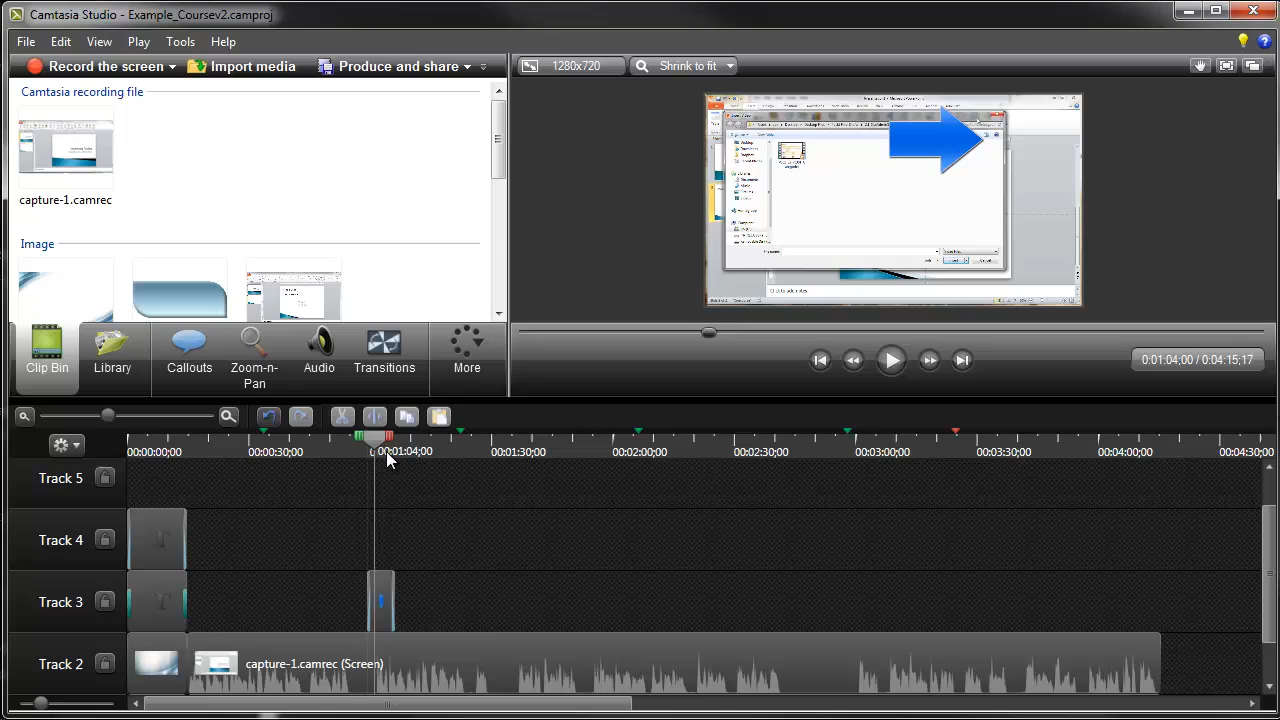 Camtasia Studio - Example_Coursev2.camproj
File Edit View Play Tools Help
Record the screen Import media Produce and share
1280x720 Shrink to fit
Camtasia recording file
capture-1.camrec
Image
Clip Bin Library Callouts Zoom-n-Pan Audio Transitions More
0:01:04;00 / 0:04:15;17
00:00:00;00 00:00:30;00 00:01:04;00 00:01:30;00 00:02:00;00 00:02:30;00 00:03:00;00 00:03:30;00 00:04:00;00 00:04:30;00
Track 5
Track 4
Track 3
Track 2 capture-1.camrec (Screen)